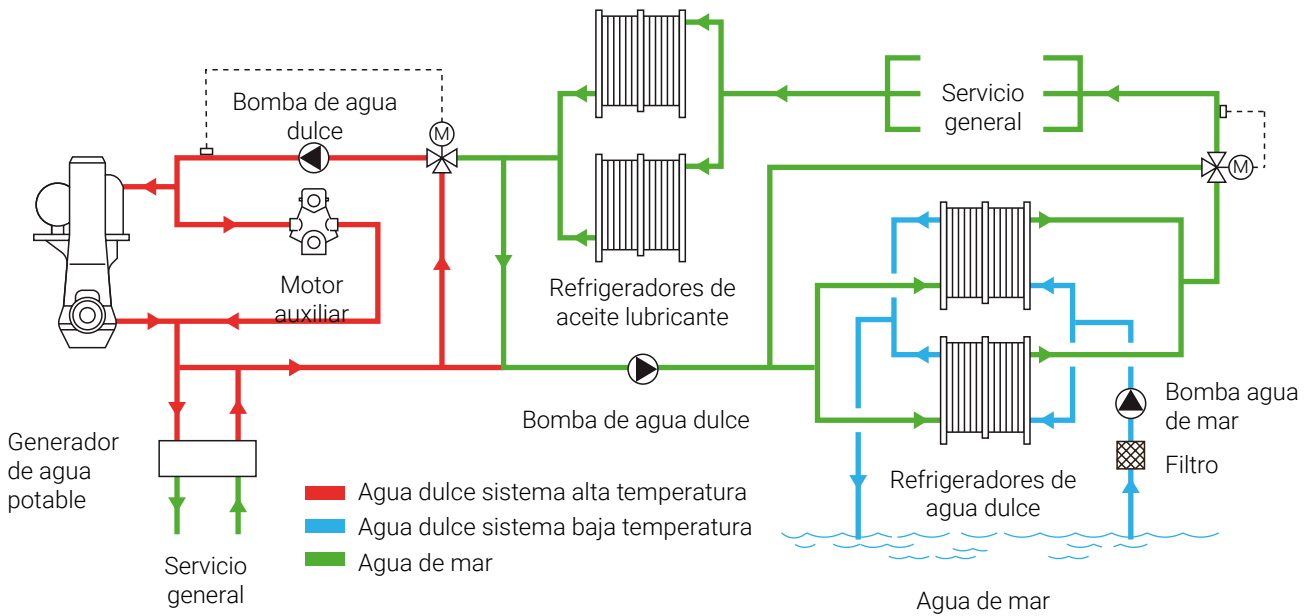 Bomba de agua
dulce
M
Servicio
general
M
Motor
auxiliar
Refrigeradores de
aceite lubricante
Bomba de agua dulce
Bomba agua
de mar
Filtro
Refrigeradores de
agua dulce
Generador
de agua
potable
Agua dulce sistema alta temperatura
Agua dulce sistema baja temperatura
Agua de mar
Servicio
general
Agua de mar